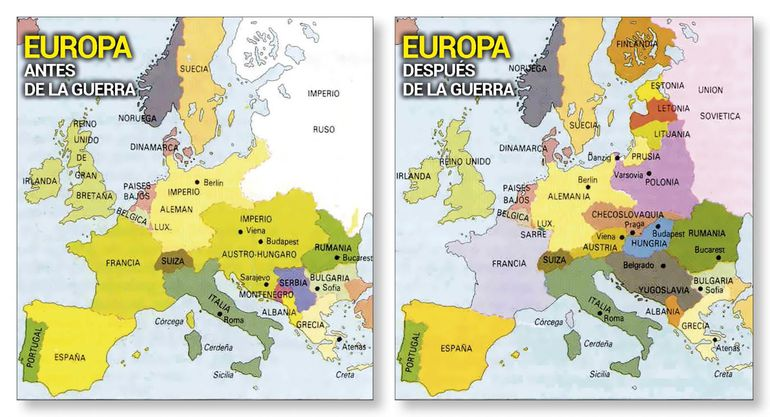 EUROPA
ANTES
DE LA GUERRA
SUECIA
NORUEGA
IMPERIO
RUSO
REINO
UNIDO
DE
GRAN
BRETAÑA
IRLANDA
DINAMARCA
PAISES
BAJOS
BELGICA
LUX.
Berlín
IMPERIO
ALEMAN
IMPERIO
Viena
Budapest
AUSTRO-HUNGARO
FRANCIA
SUIZA
RUMANIA
Bucarest
Sarajevo
SERBIA
MONTENEGRO
BULGARIA
Sofia
ITALIA
Roma
ALBANIA
GRECIA
Atenas
Córcega
Cerdeña
Sicilia
Creta
PORTUGAL
ESPAÑA
EUROPA
DESPUÉS
DE LA GUERRA
FINLANDIA
NORUEGA
SUECIA
ESTONIA
LETONIA
LITUANIA
UNION
SOVIETICA
IRLANDA
REINO UNIDO
DINAMARCA
Danzig
PRUSIA
Varsovia
POLONIA
PAISES
BAJOS
BELGICA
LUX.
SARRE
Berlín
ALEMANIA
CHECOSLOVAQUIA
Praga
Viena
AUSTRIA
Budapest
HUNGRIA
RUMANIA
Bucarest
FRANCIA
SUIZA
Belgrado
YUGOSLAVIA
BULGARIA
Sofia
ITALIA
Roma
ALBANIA
GRECIA
Atenas
Córcega
Cerdeña
Sicilia
Creta
PORTUGAL
ESPAÑA